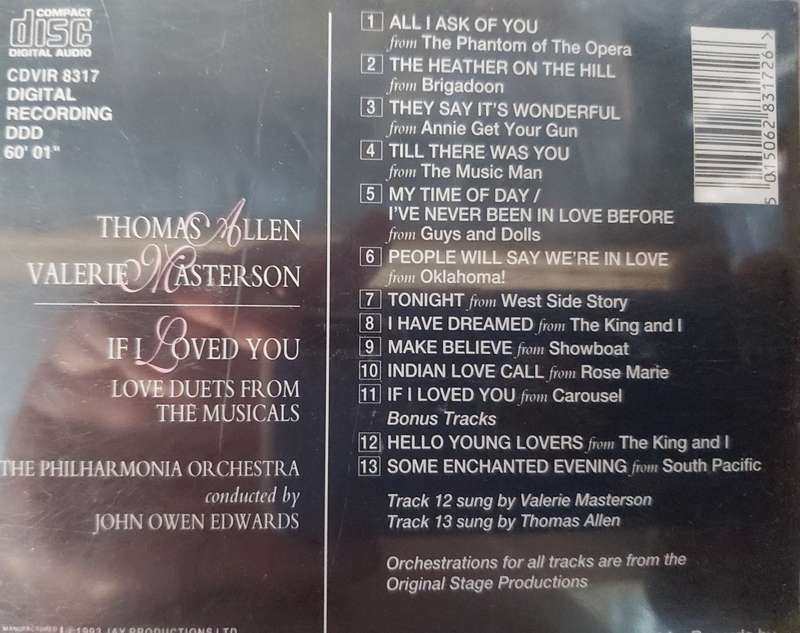 COMPACT
disc
DIGITAL AUDIO
CDVIR 8317
DIGITAL
RECORDING
DDD
60' 01"
THOMAS ALLEN
VALERIE MASTERSON
IF I LOVED YOU
LOVE DUETS FROM
THE MUSICALS
THE PHILHARMONIA ORCHESTRA
conducted by
JOHN OWEN EDWARDS
1 ALL I ASK OF YOU
from The Phantom of The Opera
2 THE HEATHER ON THE HILL
from Brigadoon
3 THEY SAY IT'S WONDERFUL
from Annie Get Your Gun
4 TILL THERE WAS YOU
from The Music Man
5 MY TIME OF DAY /
I'VE NEVER BEEN IN LOVE BEFORE
from Guys and Dolls
6 PEOPLE WILL SAY WE'RE IN LOVE
from Oklahoma!
7 TONIGHT from West Side Story
8 I HAVE DREAMED from The King and I
9 MAKE BELIEVE from Showboat
10 INDIAN LOVE CALL from Rose Marie
11 IF I LOVED YOU from Carousel
Bonus Tracks
12 HELLO YOUNG LOVERS from The King and I
13 SOME ENCHANTED EVENING from South Pacific
Track 12 sung by Valerie Masterson
Track 13 sung by Thomas Allen
Orchestrations for all tracks are from the
Original Stage Productions
5 015062 831726 >
1993 JAY PRODUCTIONS LTD